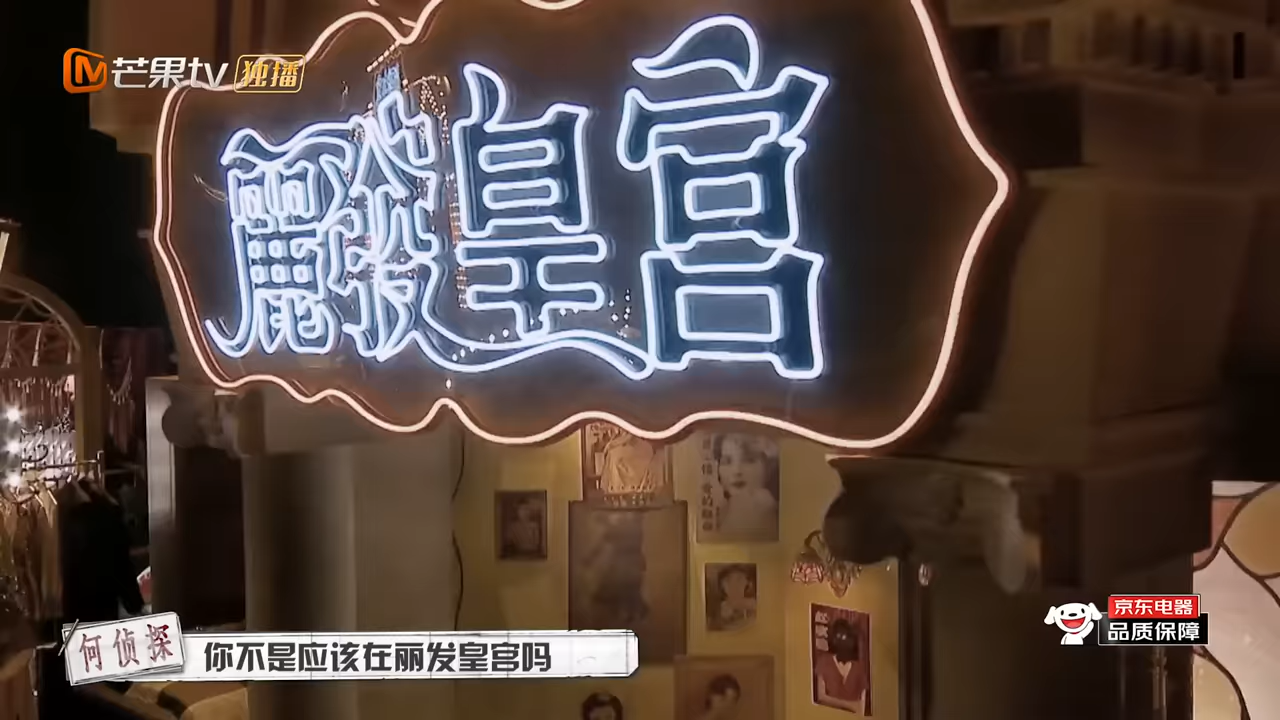 芒果tv 独播
麗發皇宮
何侦探
你不是应该在丽发皇宫吗
京东电器
品质保障